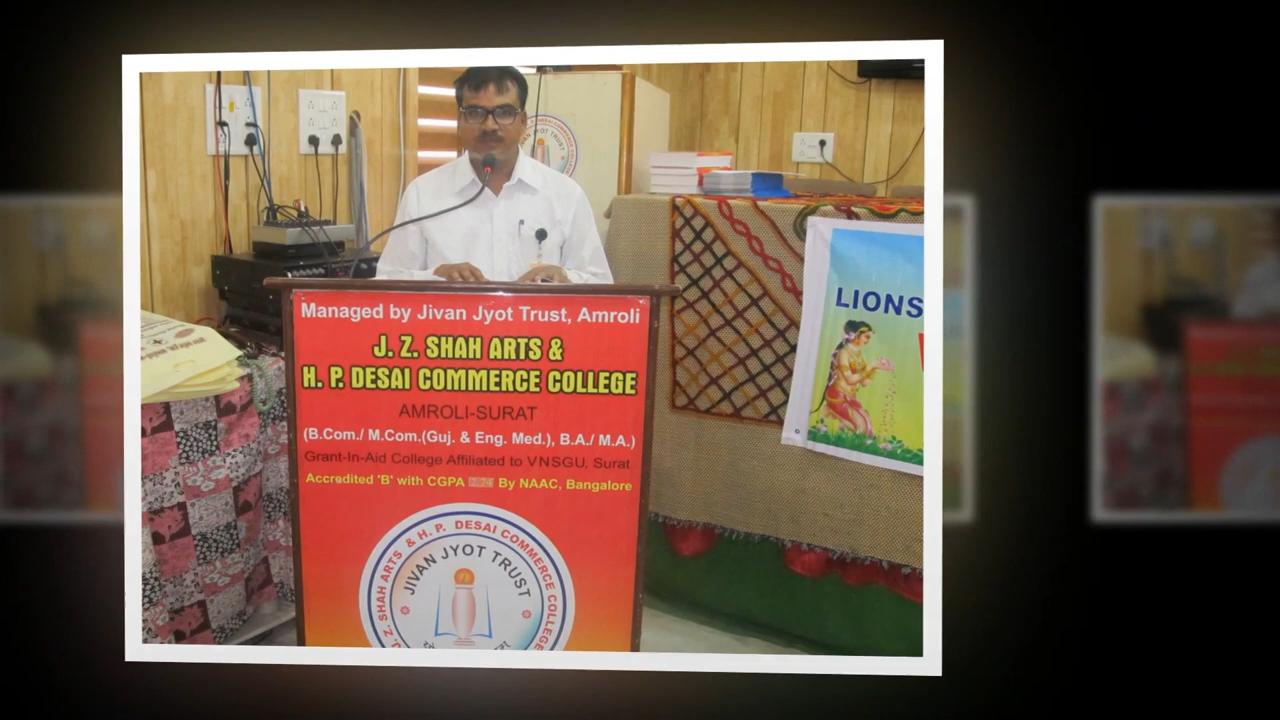 Managed by Jivan Jyot Trust, Amroli
J. Z. SHAH ARTS &
H. P. DESAI COMMERCE COLLEGE
AMROLI-SURAT
(B.Com./ M.Com.(Guj. & Eng. Med.), B.A./ M.A.)
Grant-In-Aid College Affiliated to VNSGU, Surat
Accredited 'B' with CGPA By NAAC, Bangalore
J. Z. SHAH ARTS & H. P. DESAI COMMERCE COLLEGE
JIVAN JYOT TRUST
LIONS
JYOT TRUST